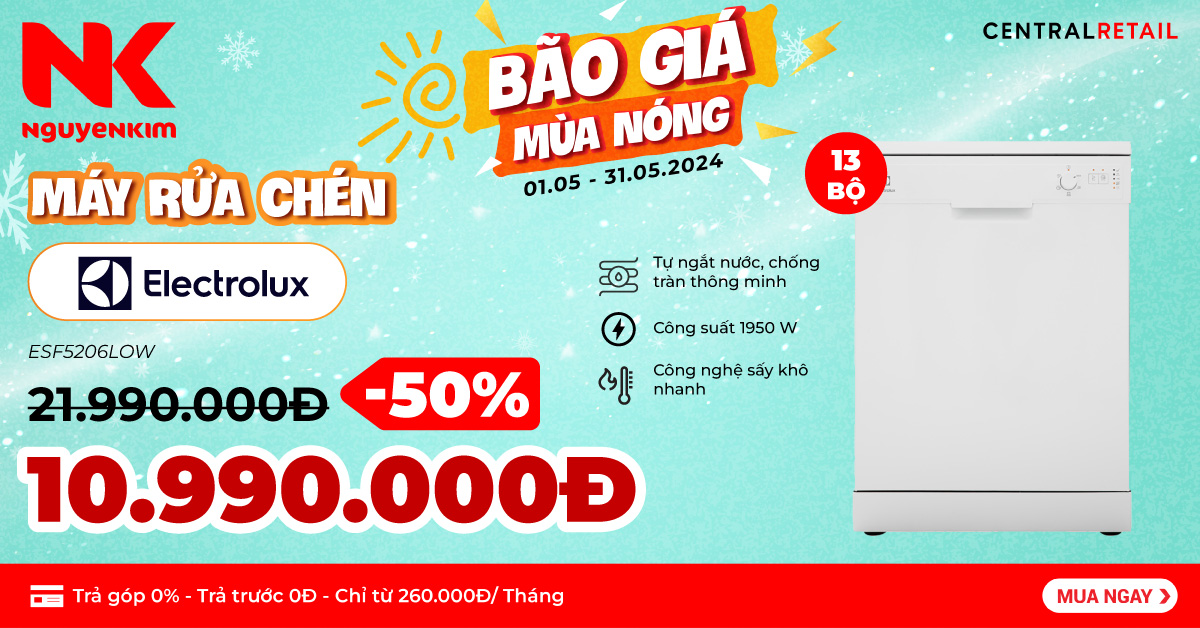 NK
NGUYENKIM
CENTRALRETAIL
BÃO GIÁ
MÙA NÓNG
01.05 - 31.05.2024
MÁY RỬA CHÉN
Electrolux
ESF5206LOW
21.990.000Đ
-50%
10.990.000Đ
13
BỘ
Tự ngắt nước, chống
tràn thông minh
Công suất 1950 W
Công nghệ sấy khô
nhanh
Trả góp 0% - Trả trước 0Đ - Chỉ từ 260.000Đ/ Tháng
MUA NGAY